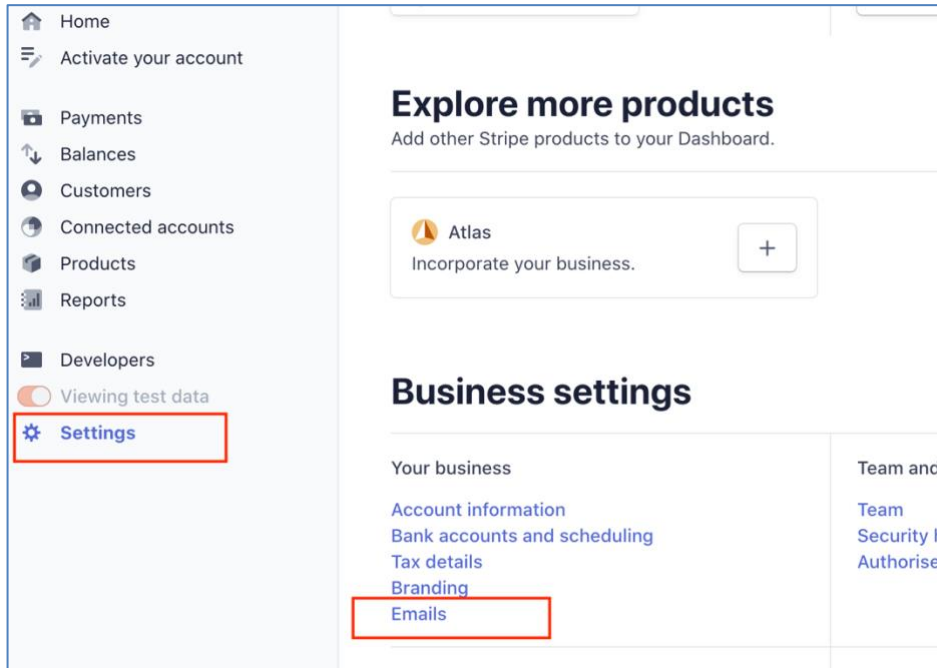 Home
Activate your account
Payments
Balances
Customers
Connected accounts
Products
Reports
Developers
Viewing test data
Settings
Explore more products
Add other Stripe products to your Dashboard.
Atlas
Incorporate your business.
+
Business settings
Your business
Account information
Bank accounts and scheduling
Tax details
Branding
Emails
Team and
Team
Security
Authorise